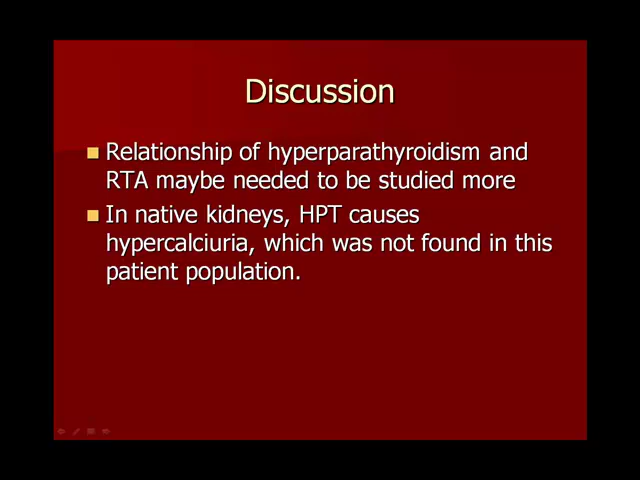 Discussion
Relationship of hyperparathyroidism and
RTA maybe needed to be studied more
In native kidneys, HPT causes
hypercalciuria, which was not found in this
patient population.